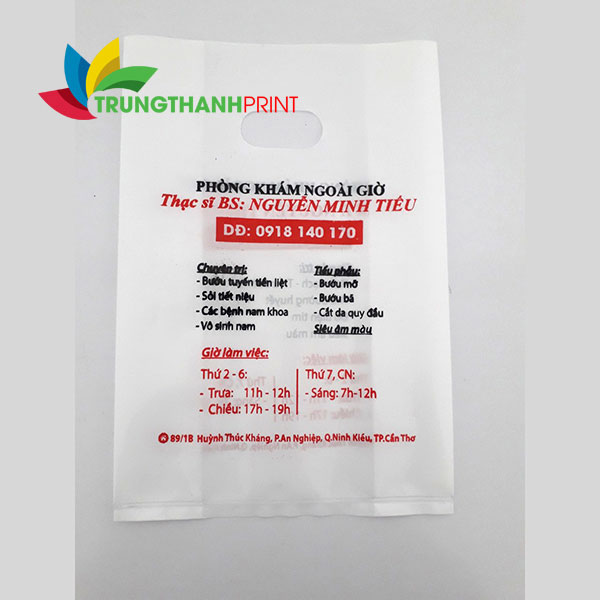 TRUNGTHANHPRINT
PHÒNG KHÁM NGOÀI GIỜ
Thạc sĩ BS: NGUYỄN MINH TIẾU
DĐ: 0918 140 170
Chuyên trị:
- Bướu tuyến tiền liệt
- Sỏi tiết niệu
- Các bệnh nam khoa
- Vô sinh nam
Tiểu phẫu:
- Bướu mỡ
- Bướu bã
- Cắt da quy đầu
Siêu âm màu
Giờ làm việc:
Thứ 2 - 6:
- Trưa: 11h - 12h
- Chiều: 17h - 19h
Thứ 7, CN:
- Sáng: 7h-12h
89/1B Huỳnh Thúc Kháng, P.An Nghiệp, Q.Ninh Kiều, TP.Cần Thơ